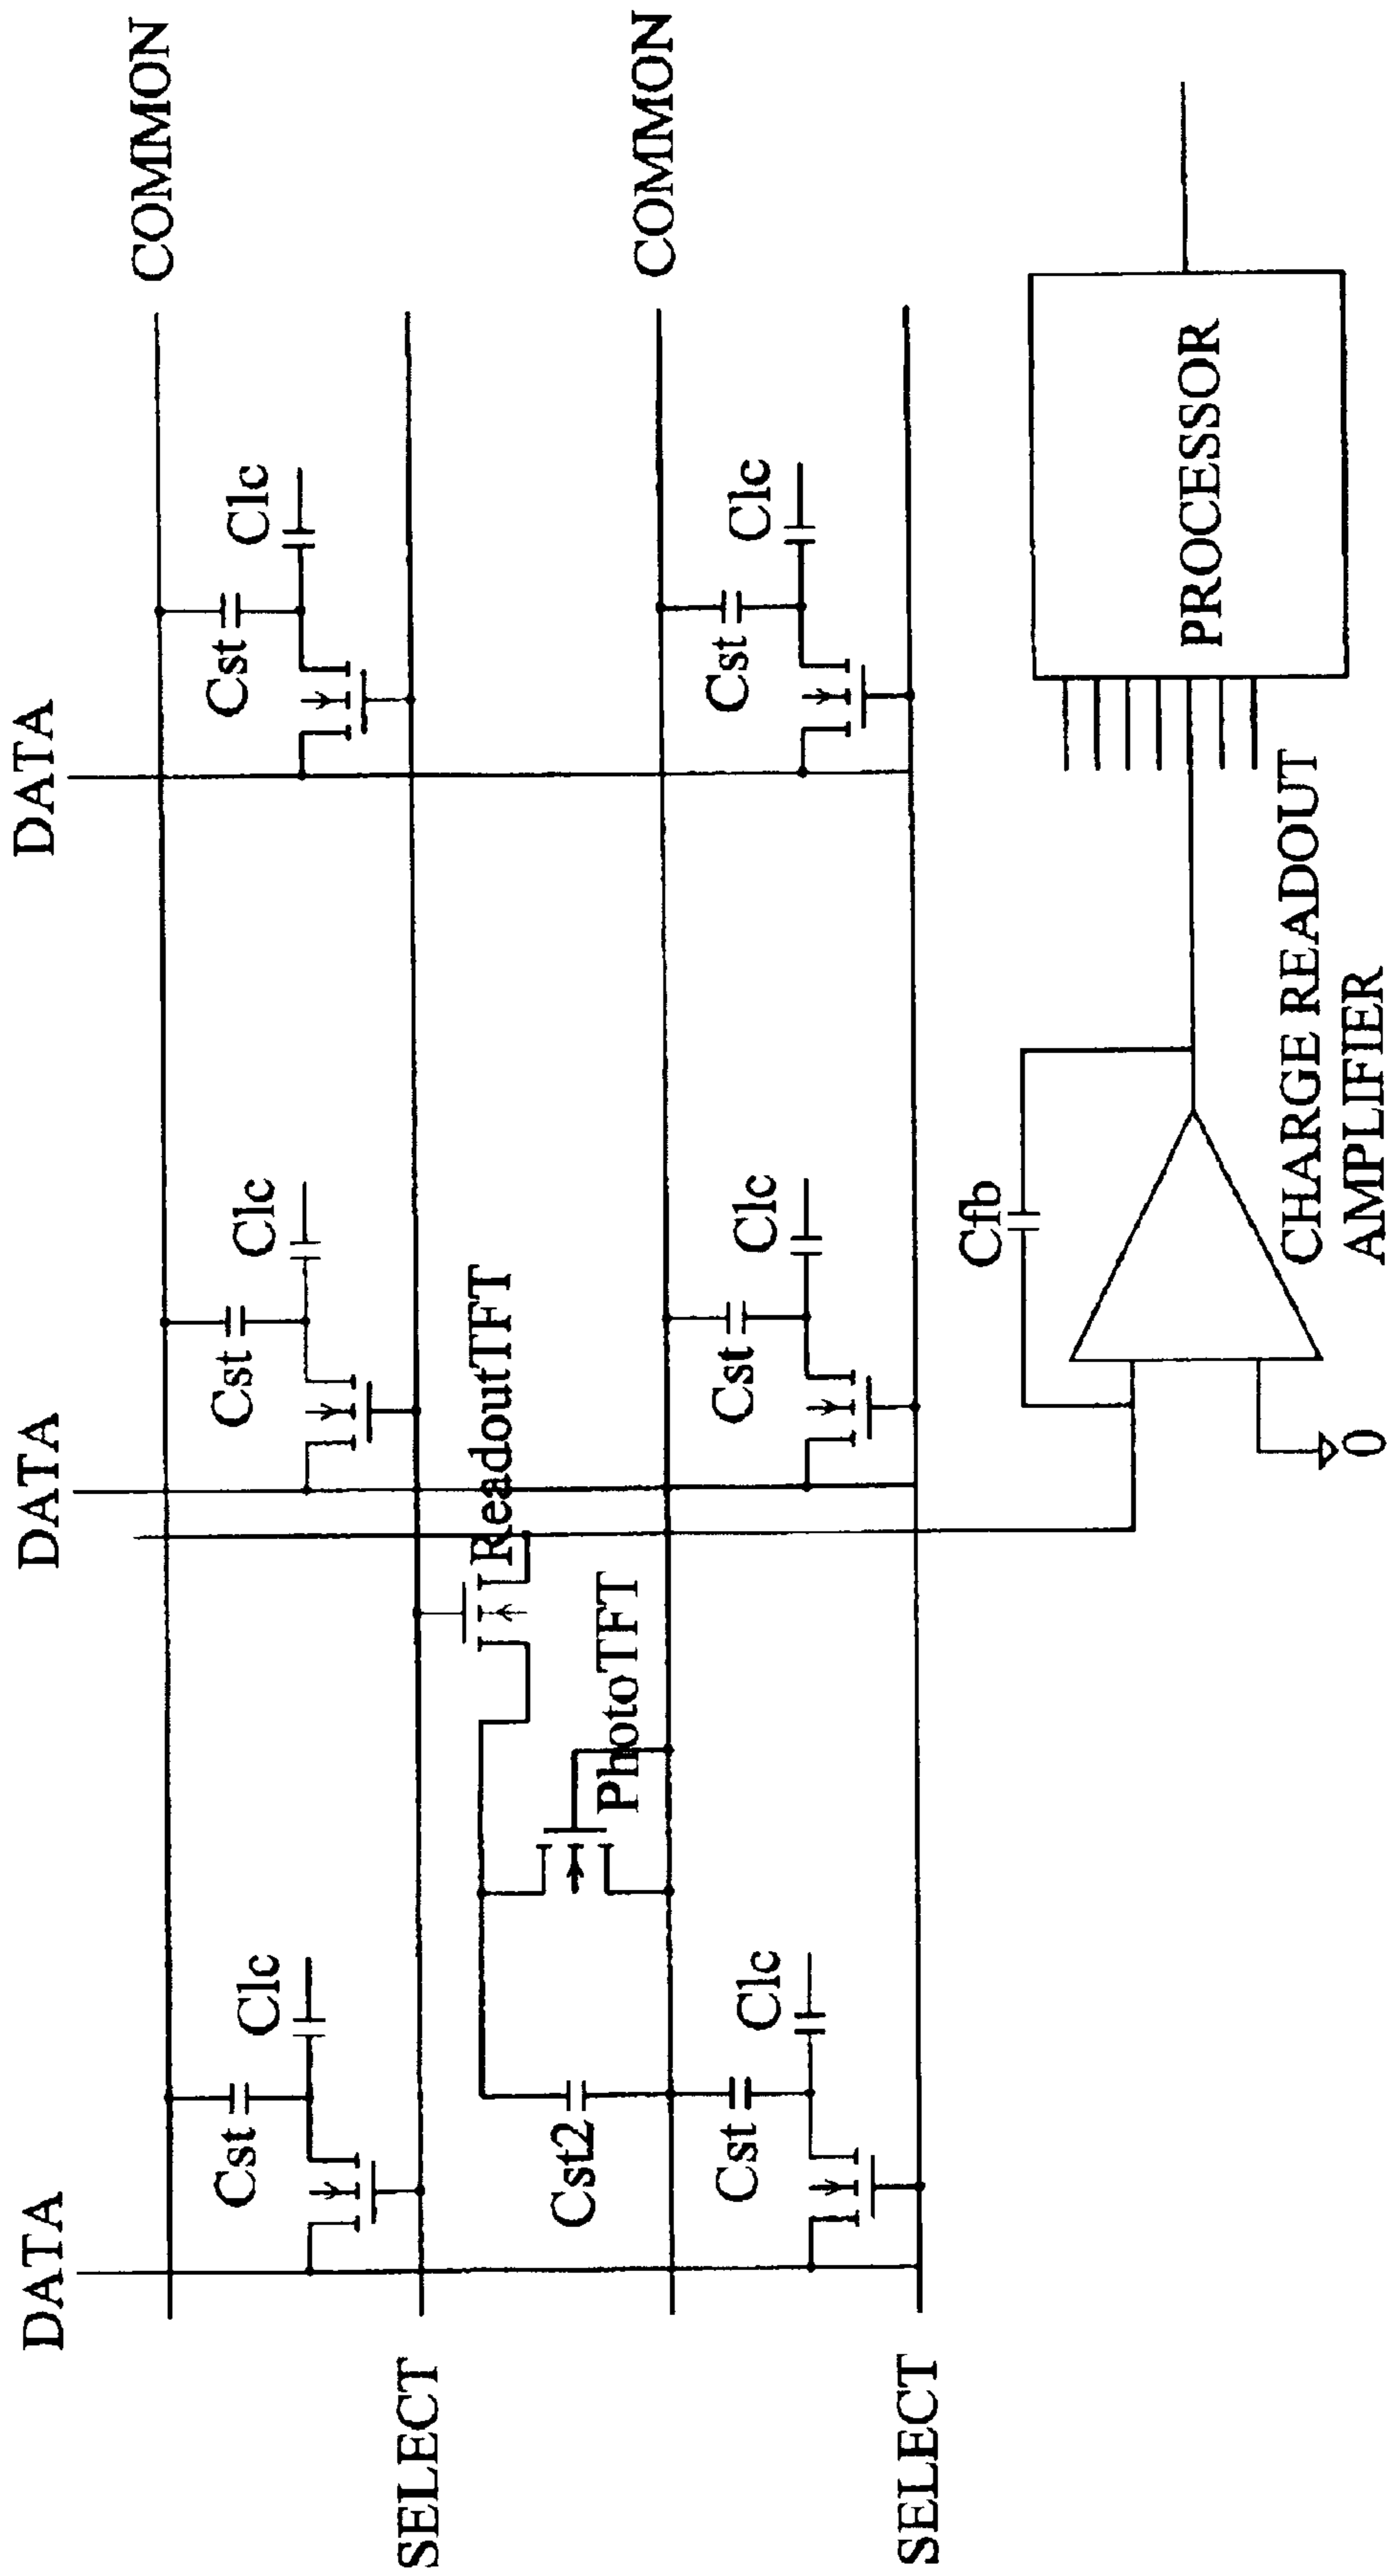 DATA
DATA
DATA
COMMON
Cst
Clc
Cst
Clc
Cst
Clc
SELECT
ReadoutTFT
Cst2
PhotoTFT
COMMON
Cst
Clc
Cst
Clc
Cst
Clc
SELECT
Cfb
0
CHARGE READOUT
AMPLIFIER
PROCESSOR